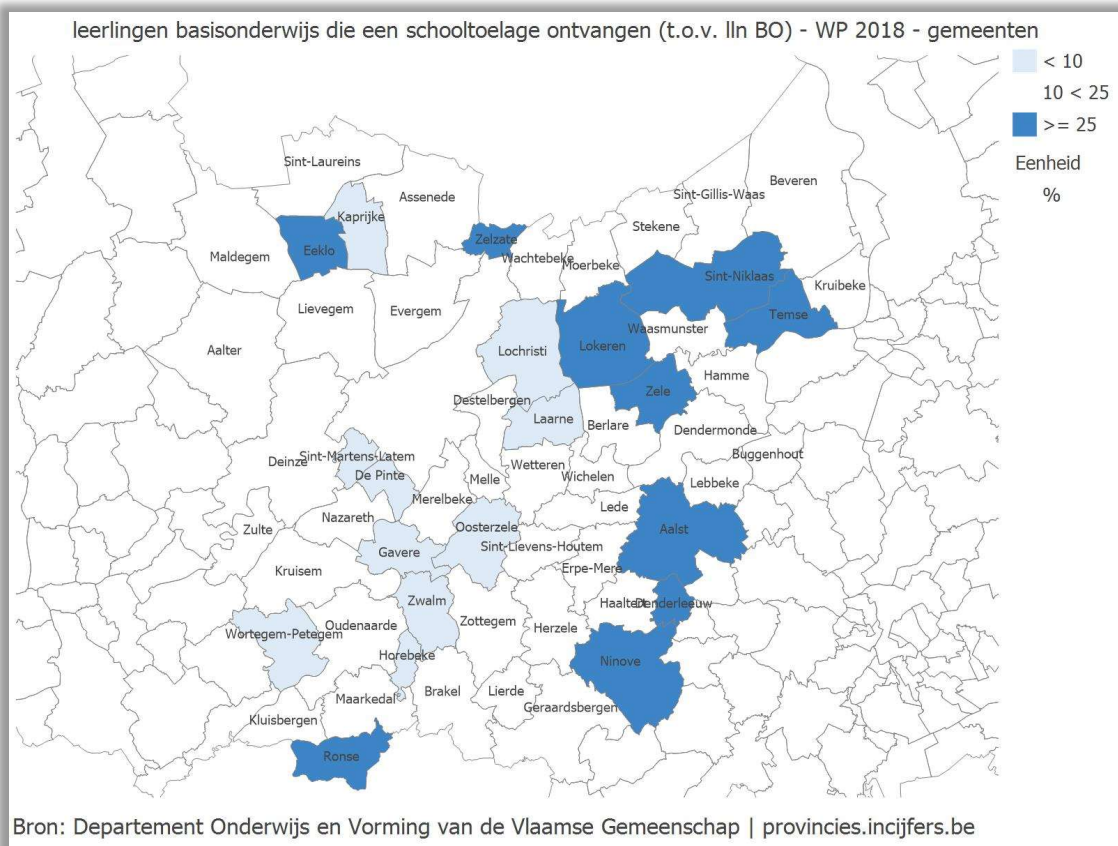 leerlingen basisonderwijs die een schooltoelage ontvangen (t.o.v. lln BO) - WP 2018 - gemeenten
< 10
10 < 25
>= 25
Eenheid
%
Sint-Laureins
Assenede
Kaprijke
Eeklo
Maldegem
Zelzate
Wachtebeke
Moerbeke
Stekene
Sint-Gillis-Waas
Beveren
Sint-Niklaas
Kruibeke
Temse
Lievegem
Evergem
Aalter
Lochristi
Lokeren
Waasmunster
Zele
Hamme
Destelbergen
Laarne
Berlare
Dendermonde
Buggenhout
Deinze
Sint-Martens-Latem
De Pinte
Merelbeke
Melle
Wetteren
Wichelen
Lebbeke
Lede
Nazareth
Zulte
Oosterzele
Aalst
Gavere
Sint-Lievens-Houtem
Erpe-Mere
Kruisem
Zwalm
Haaltert
Denderleeuw
Oudenaarde
Zottegem
Herzele
Wortegem-Petegem
Horebeke
Ninove
Maarkedal
Brakel
Lierde
Geraardsbergen
Kluisbergen
Ronse
Bron: Departement Onderwijs en Vorming van de Vlaamse Gemeenschap | provincies.incijfers.be